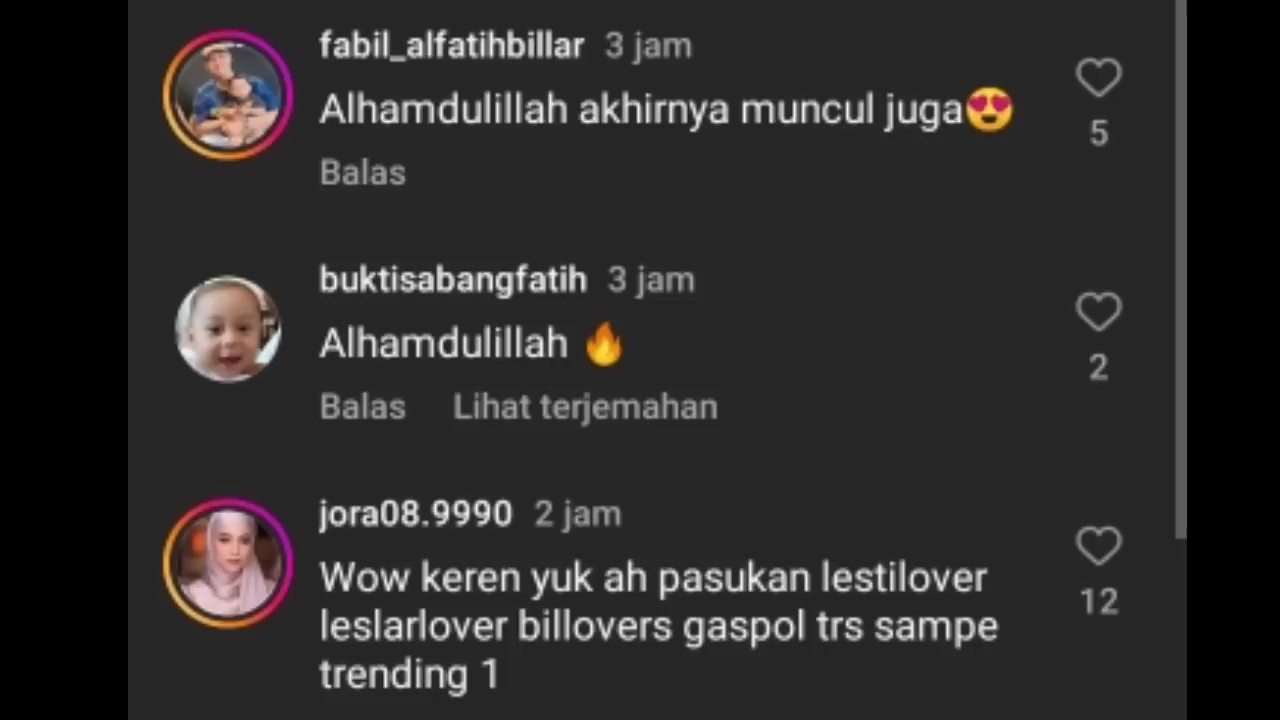 fabil_alfatihbillar 3 jam
Alhamdulillah akhirnya muncul juga😍
5
Balas
buktisabangfatih 3 jam
Alhamdulillah 🔥
2
Balas Lihat terjemahan
jora08.9990 2 jam
Wow keren yuk ah pasukan lestilover
12
leslarlover billovers gaspol trs sampe
trending 1